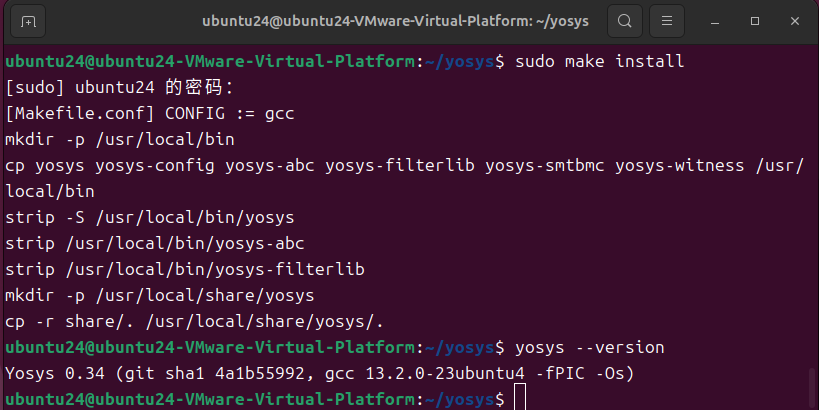 ubuntu24@ubuntu24-VMware-Virtual-Platform: ~/yosys
ubuntu24@ubuntu24-VMware-Virtual-Platform:~/yosys$ sudo make install
[sudo] ubuntu24 的密码：
[Makefile.conf] CONFIG := gcc
mkdir -p /usr/local/bin
cp yosys yosys-config yosys-abc yosys-filterlib yosys-smtbmc yosys-witness /usr/
local/bin
strip -S /usr/local/bin/yosys
strip /usr/local/bin/yosys-abc
strip /usr/local/bin/yosys-filterlib
mkdir -p /usr/local/share/yosys
cp -r share/. /usr/local/share/yosys/.
ubuntu24@ubuntu24-VMware-Virtual-Platform:~/yosys$ yosys --version
Yosys 0.34 (git sha1 4a1b55992, gcc 13.2.0-23ubuntu4 -fPIC -Os)
ubuntu24@ubuntu24-VMware-Virtual-Platform:~/yosys$